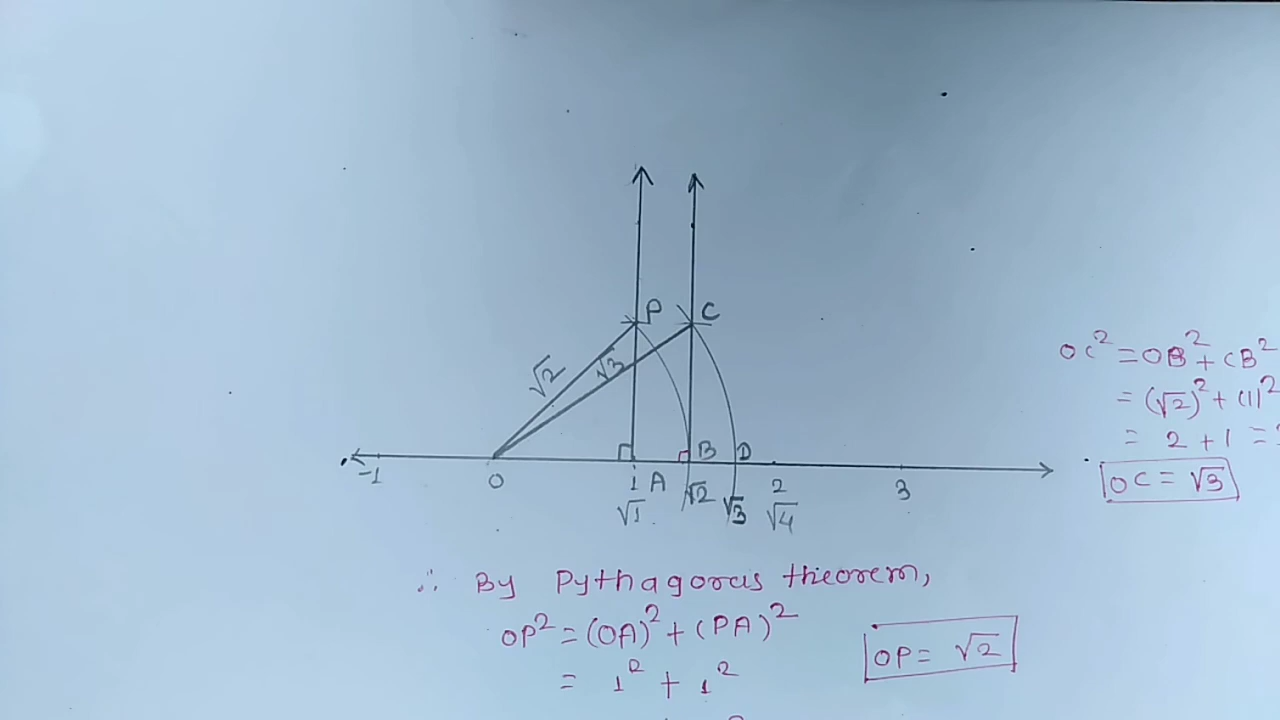 P C
√2 √3
B D
-1 0 1 A √2 √3 2 3
√1 √4
OC² = OB² + CB²
= (√2)² + (1)²
= 2 + 1 =
OC = √3
∴ By Pythagoras theorem,
OP² = (OA)² + (PA)²
= 1² + 1²
OP = √2